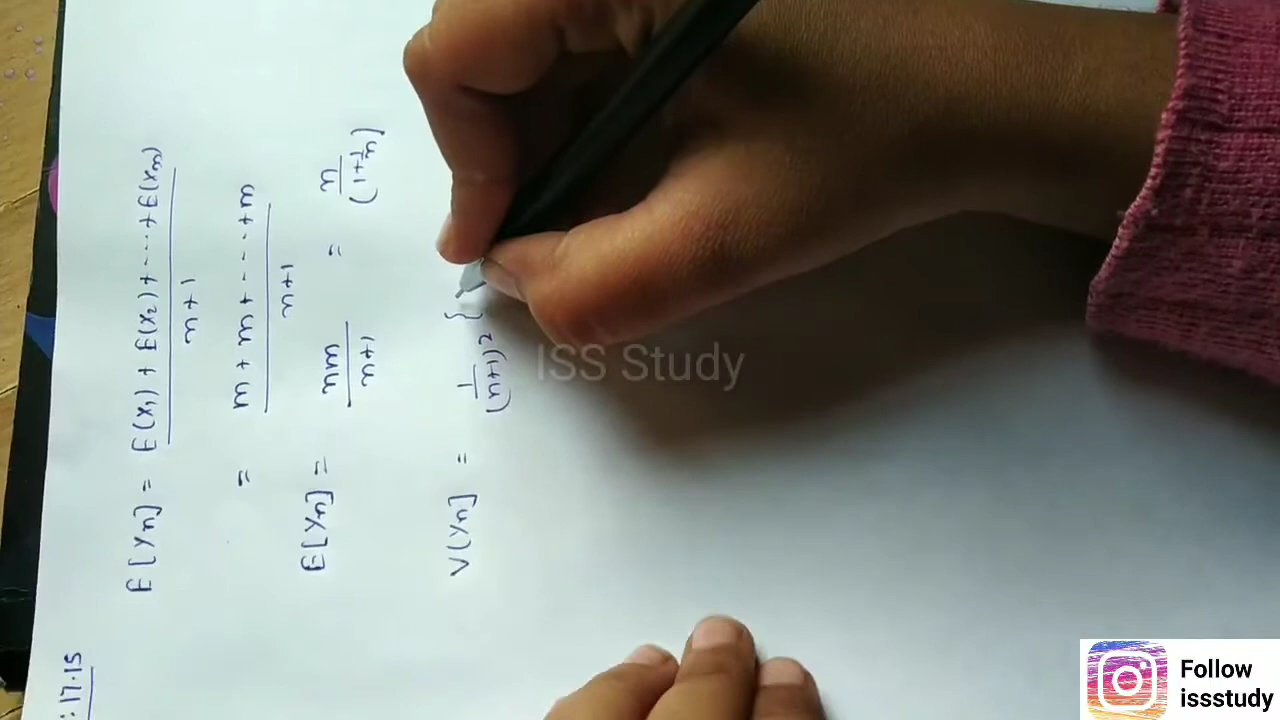 : 17.15
E[Yn] = E(X1) + E(X2) + --- + E(Xn) / n+1
= m + m + --- + m / n+1
E[Yn] = nm / n+1 = m / (1 + 1/n)
V(Yn] = 1 / (n+1)2 {
ISS Study
Follow
issstudy